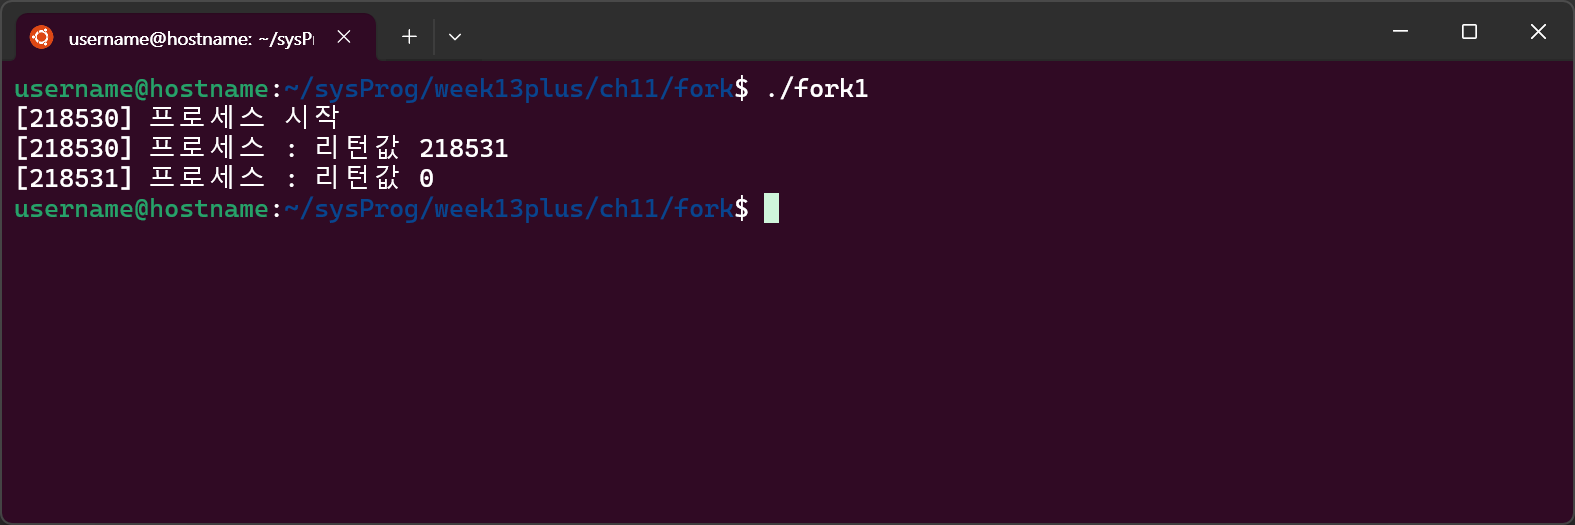 username@hostname: ~/sysP
username@hostname:~/sysProg/week13plus/ch11/fork$ ./fork1
[218530] 프로세스 시작
[218530] 프로세스 : 리턴값 218531
[218531] 프로세스 : 리턴값 0
username@hostname:~/sysProg/week13plus/ch11/fork$